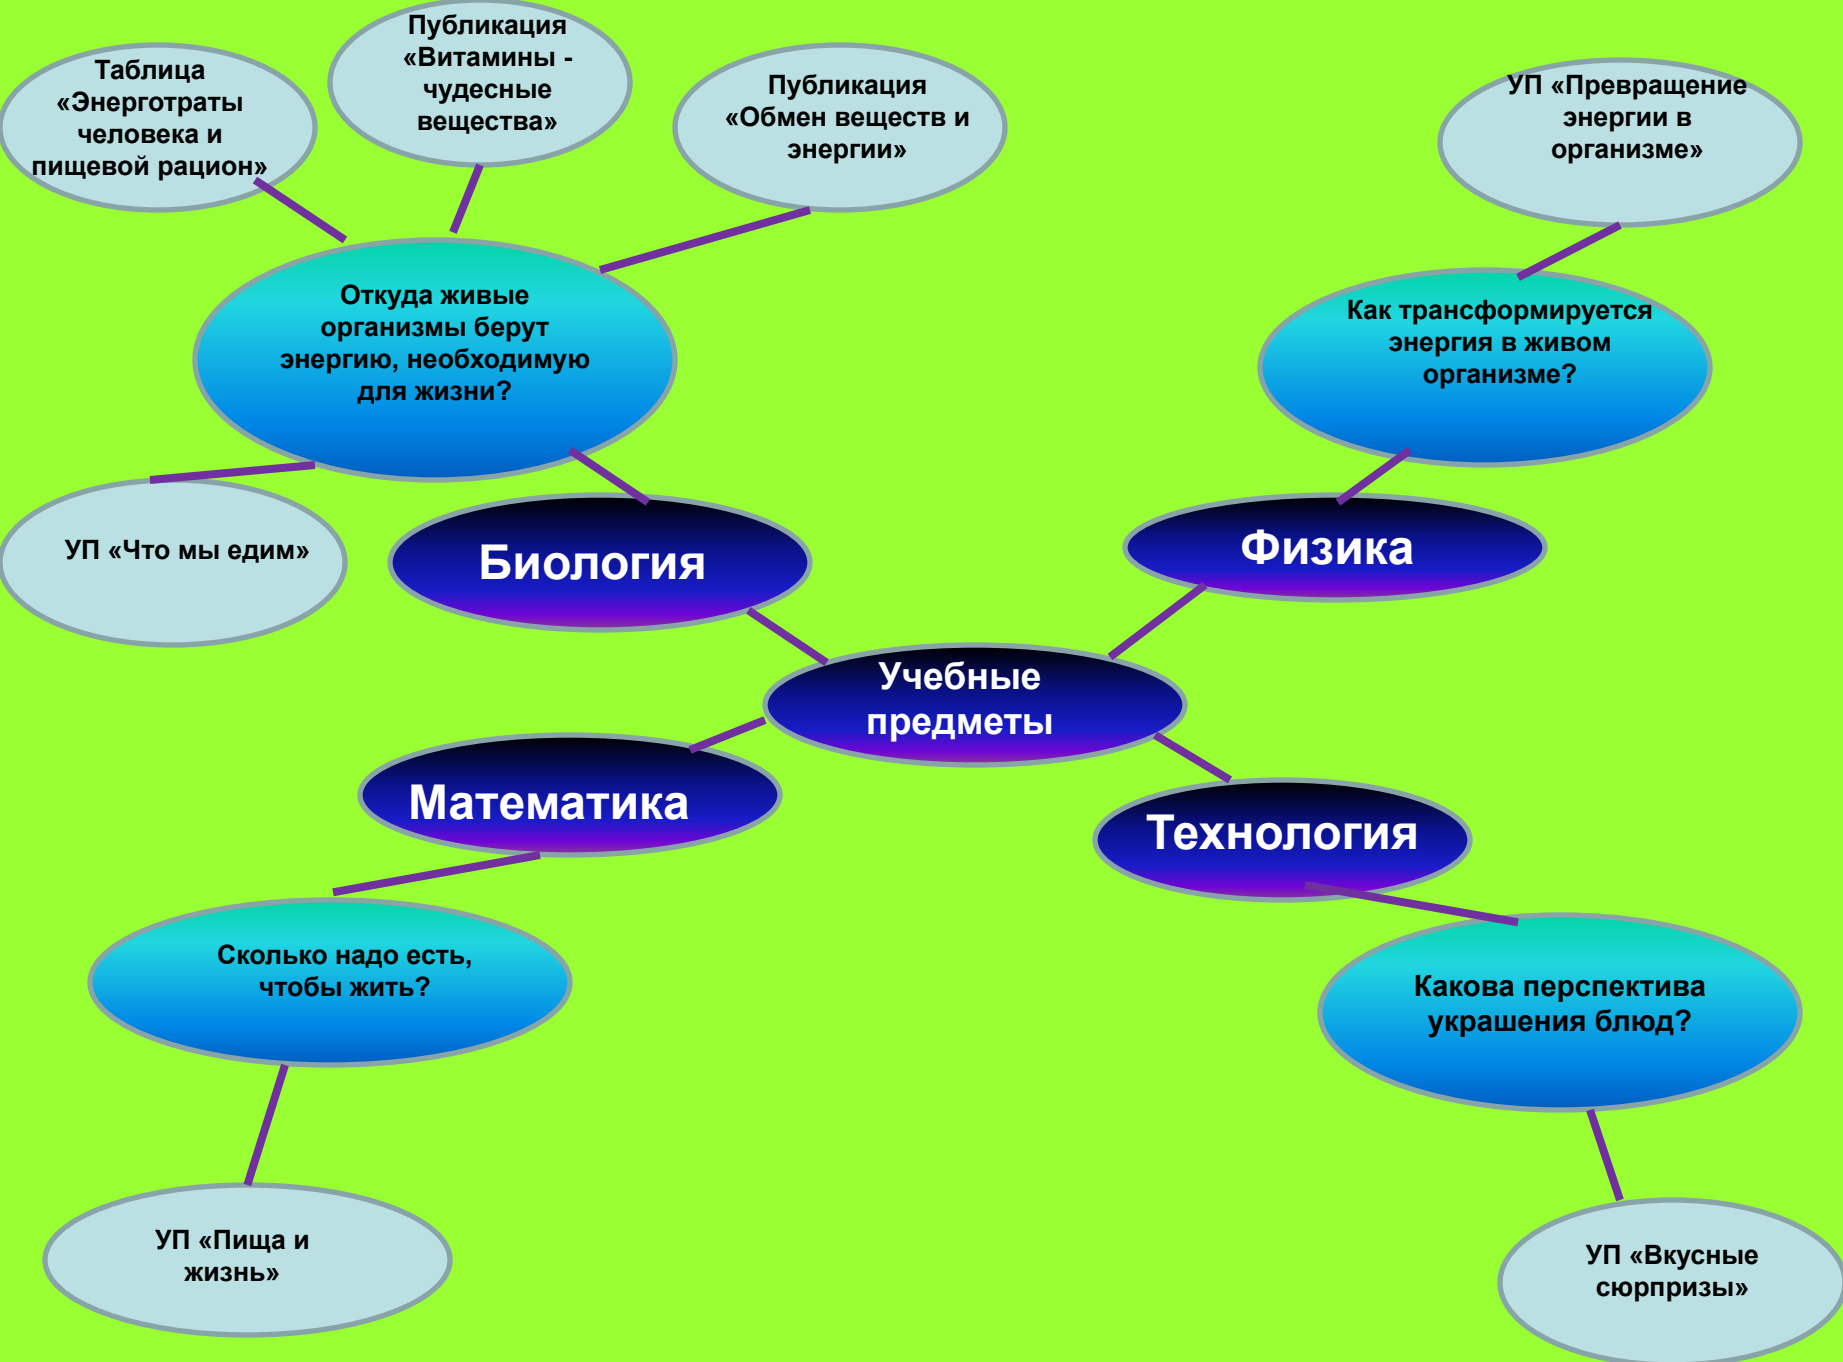 Публикация
«Витамины -
чудесные
вещества»
Таблица
«Энерготраты
человека и
пищевой рацион»
Публикация
«Обмен веществ и
энергии»
УП «Превращение
энергии в
организме»
Откуда живые
организмы берут
энергию, необходимую
для жизни?
Как трансформируется
энергия в живом
организме?
УП «Что мы едим»
Биология
Физика
Учебные
предметы
Математика
Технология
Сколько надо есть,
чтобы жить?
Какова перспектива
украшения блюд?
УП «Пища и
жизнь»
УП «Вкусные
сюрпризы»